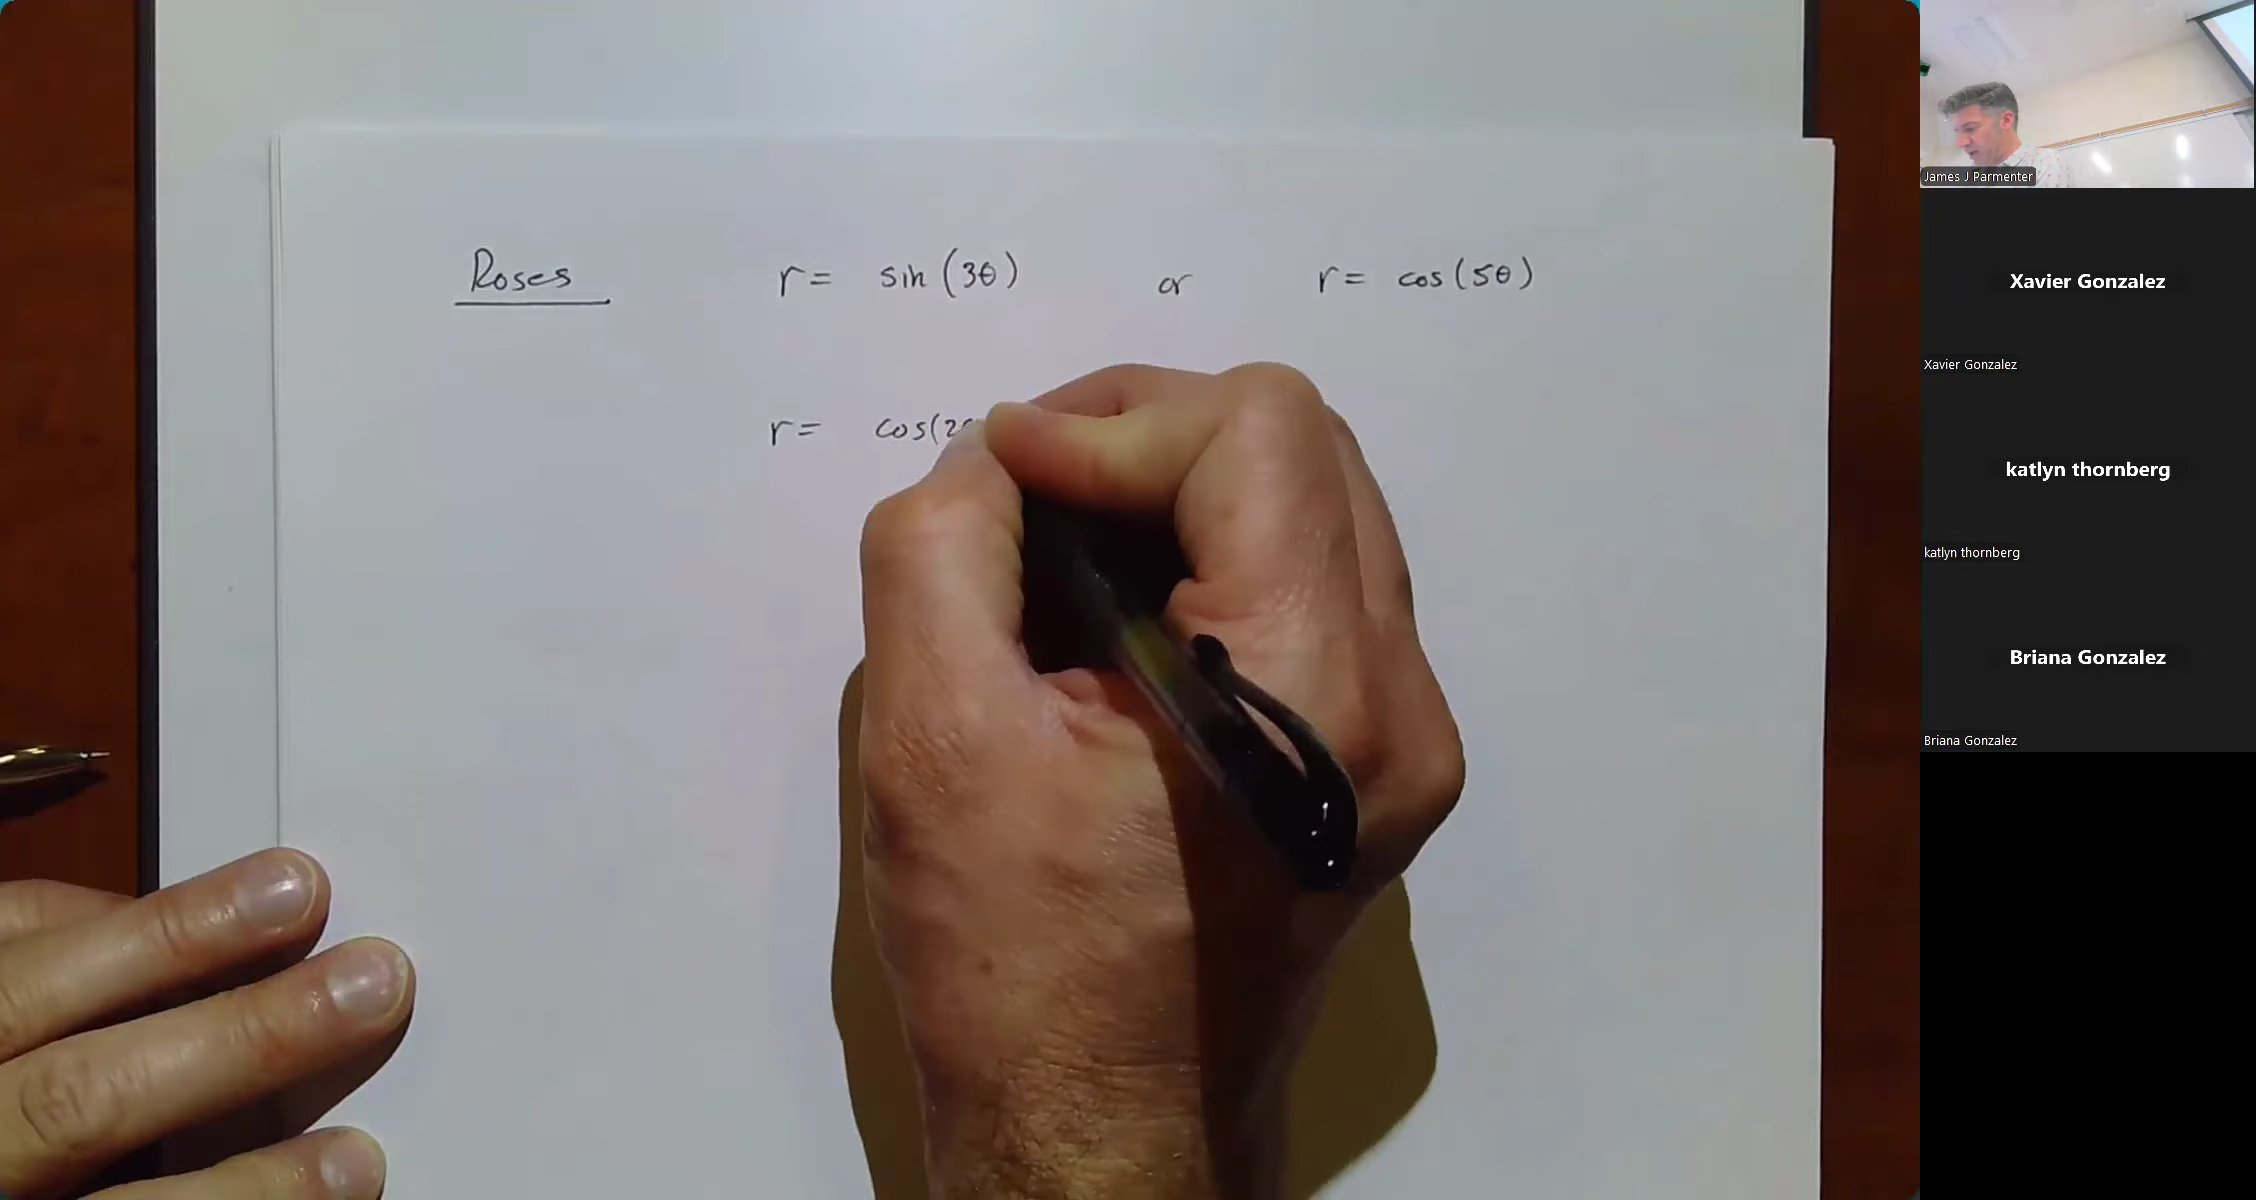 Roses r = sin (3θ) or r = cos (5θ)
r = cos(2
James J Parmenter
Xavier Gonzalez
Xavier Gonzalez
katlyn thornberg
katlyn thornberg
Briana Gonzalez
Briana Gonzalez